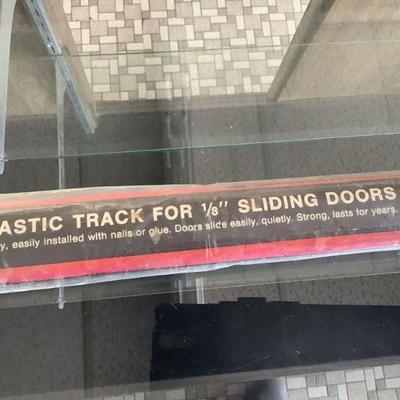 ASTIC TRACK FOR 1/8" SLIDING DOORS
y, easily installed with nails or glue. Doors slide easily, quietly. Strong, lasts for years.